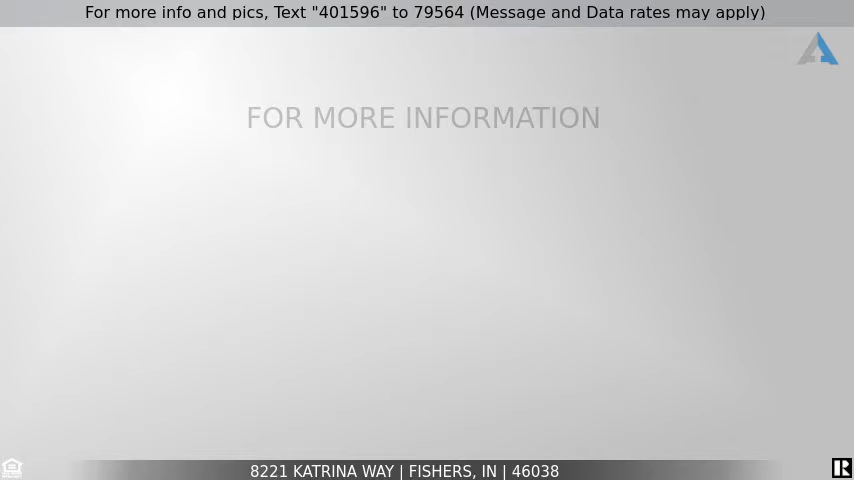 For more info and pics, Text "401596" to 79564 (Message and Data rates may apply)
FOR MORE INFORMATION
8221 KATRINA WAY | FISHERS, IN | 46038